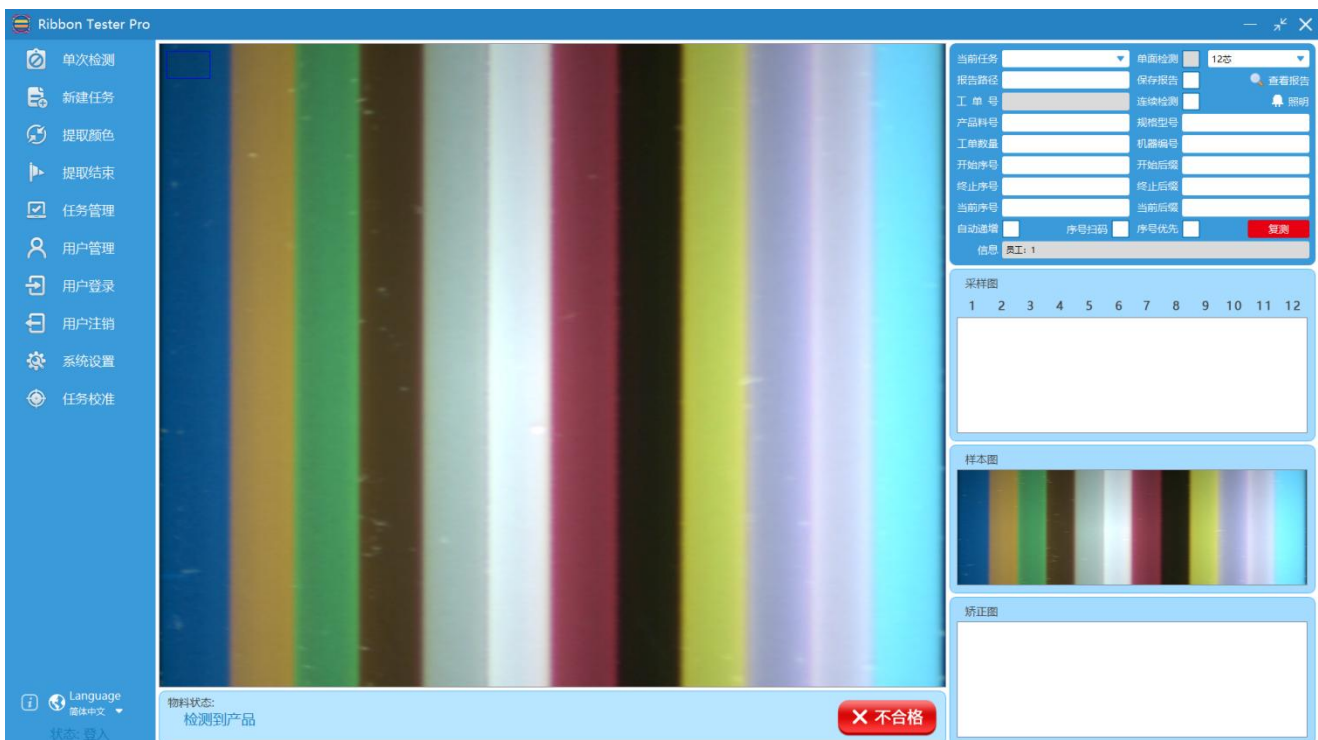 Ribbon Tester Pro
单次检测
新建任务
提取颜色
提取结束
任务管理
用户管理
用户登录
用户注销
系统设置
任务校准
i
Language
简体中文
状态: 登入
物料状态:
检测到产品
不合格
当前任务 单面检测 12芯
报告路径 保存报告 查看报告
工单号 连续检测 照明
产品料号 规格型号
工单数量 机器编号
开始序号 开始后缀
终止序号 终止后缀
当前序号 当前后缀
自动递增 序号扫码 序号优先 复测
信息 员工: 1
采样图
1 2 3 4 5 6 7 8 9 10 11 12
样本图
矫正图